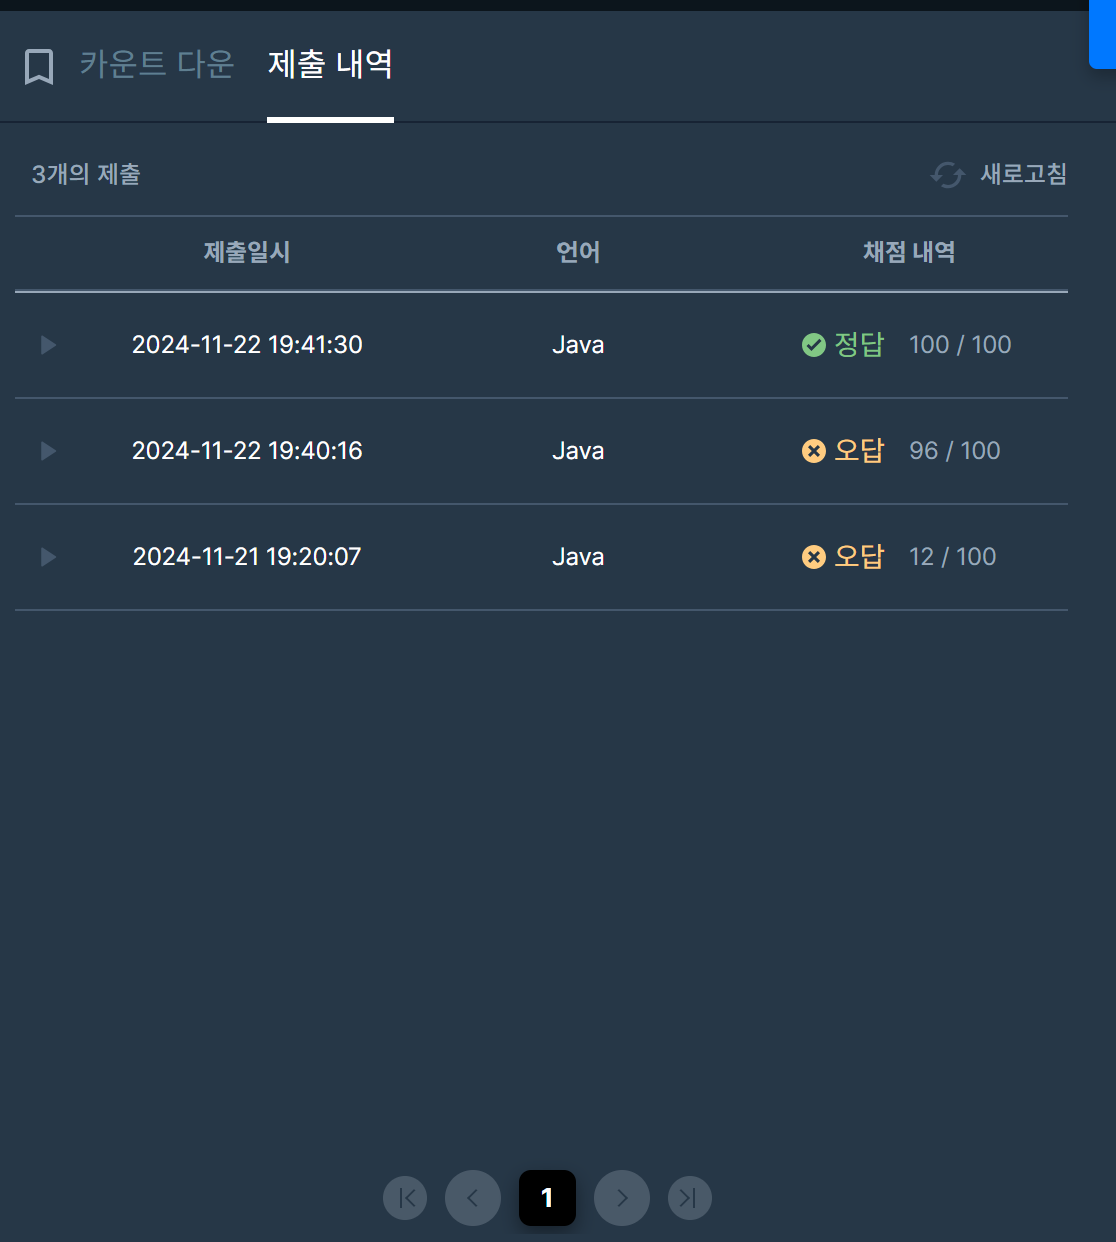 카운트 다운 제출 내역
3개의 제출 새로고침
제출일시 언어 채점 내역
2024-11-22 19:41:30 Java 정답 100 / 100
2024-11-22 19:40:16 Java 오답 96 / 100
2024-11-21 19:20:07 Java 오답 12 / 100
1